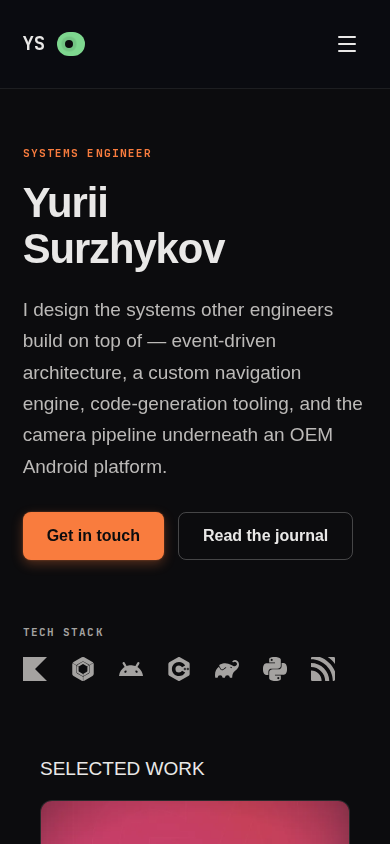 YS
SYSTEMS ENGINEER
Yurii
Surzhykov
I design the systems other engineers
build on top of — event-driven
architecture, a custom navigation
engine, code-generation tooling, and the
camera pipeline underneath an OEM
Android platform.
Get in touch
Read the journal
TECH STACK
SELECTED WORK